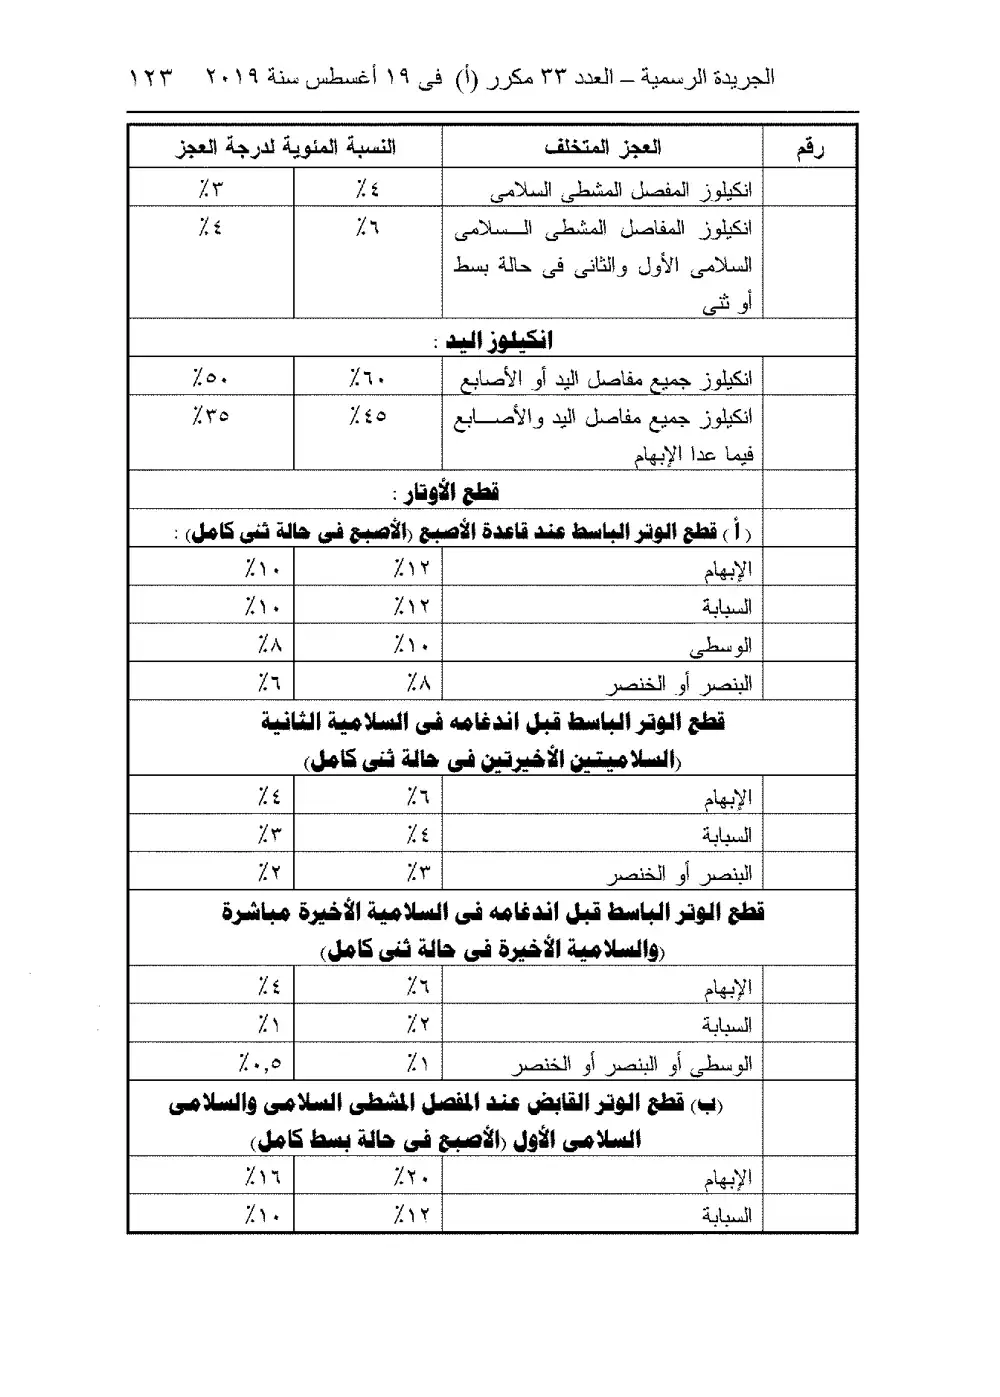 الجريدة الرسمية – العدد ٣٣ مكرر (أ) فى ١٩ أغسطس سنة ٢٠١٩ ١٢٣
رقم العجز المتخلف النسبة المئوية لدرجة العجز
انكيلوز المفصل المشطى السلامى ٤٪ ٣٪
انكيلوز المفاصل المشطى الـسلامى ٦٪ ٤٪
السلامى الأول والثانى فى حالة بسط
أو ثنى
انكيلوز اليد :
انكيلوز جميع مفاصل اليد أو الأصابع ٦٠٪ ٥٠٪
انكيلوز جميع مفاصل اليد والأصـابع ٤٥٪ ٣٥٪
فيما عدا الإبهام
قطع الأوتار :
(أ) قطع الوتر الباسط عند قاعدة الأصبع (الأصبع فى حالة ثنى كامل) :
الإبهام ١٢٪ ١٠٪
السبابة ١٢٪ ١٠٪
الوسطى ١٠٪ ٨٪
البنصر أو الخنصر ٨٪ ٦٪
قطع الوتر الباسط قبل اندغامه فى السلامية الثانية
(السلاميتين الأخيرتين فى حالة ثنى كامل)
الإبهام ٦٪ ٤٪
السبابة ٤٪ ٣٪
البنصر أو الخنصر ٣٪ ٢٪
قطع الوتر الباسط قبل اندغامه فى السلامية الأخيرة مباشرة
(والسلامية الأخيرة فى حالة ثنى كامل)
الإبهام ٦٪ ٤٪
السبابة ٢٪ ١٪
الوسطى أو البنصر أو الخنصر ١٪ ٠,٥٪
(ب) قطع الوتر القابض عند المفصل المشطى السلامى والسلامى
السلامى الأول (الأصبع فى حالة بسط كامل)
الإبهام ٢٠٪ ١٦٪
السبابة ١٢٪ ١٠٪